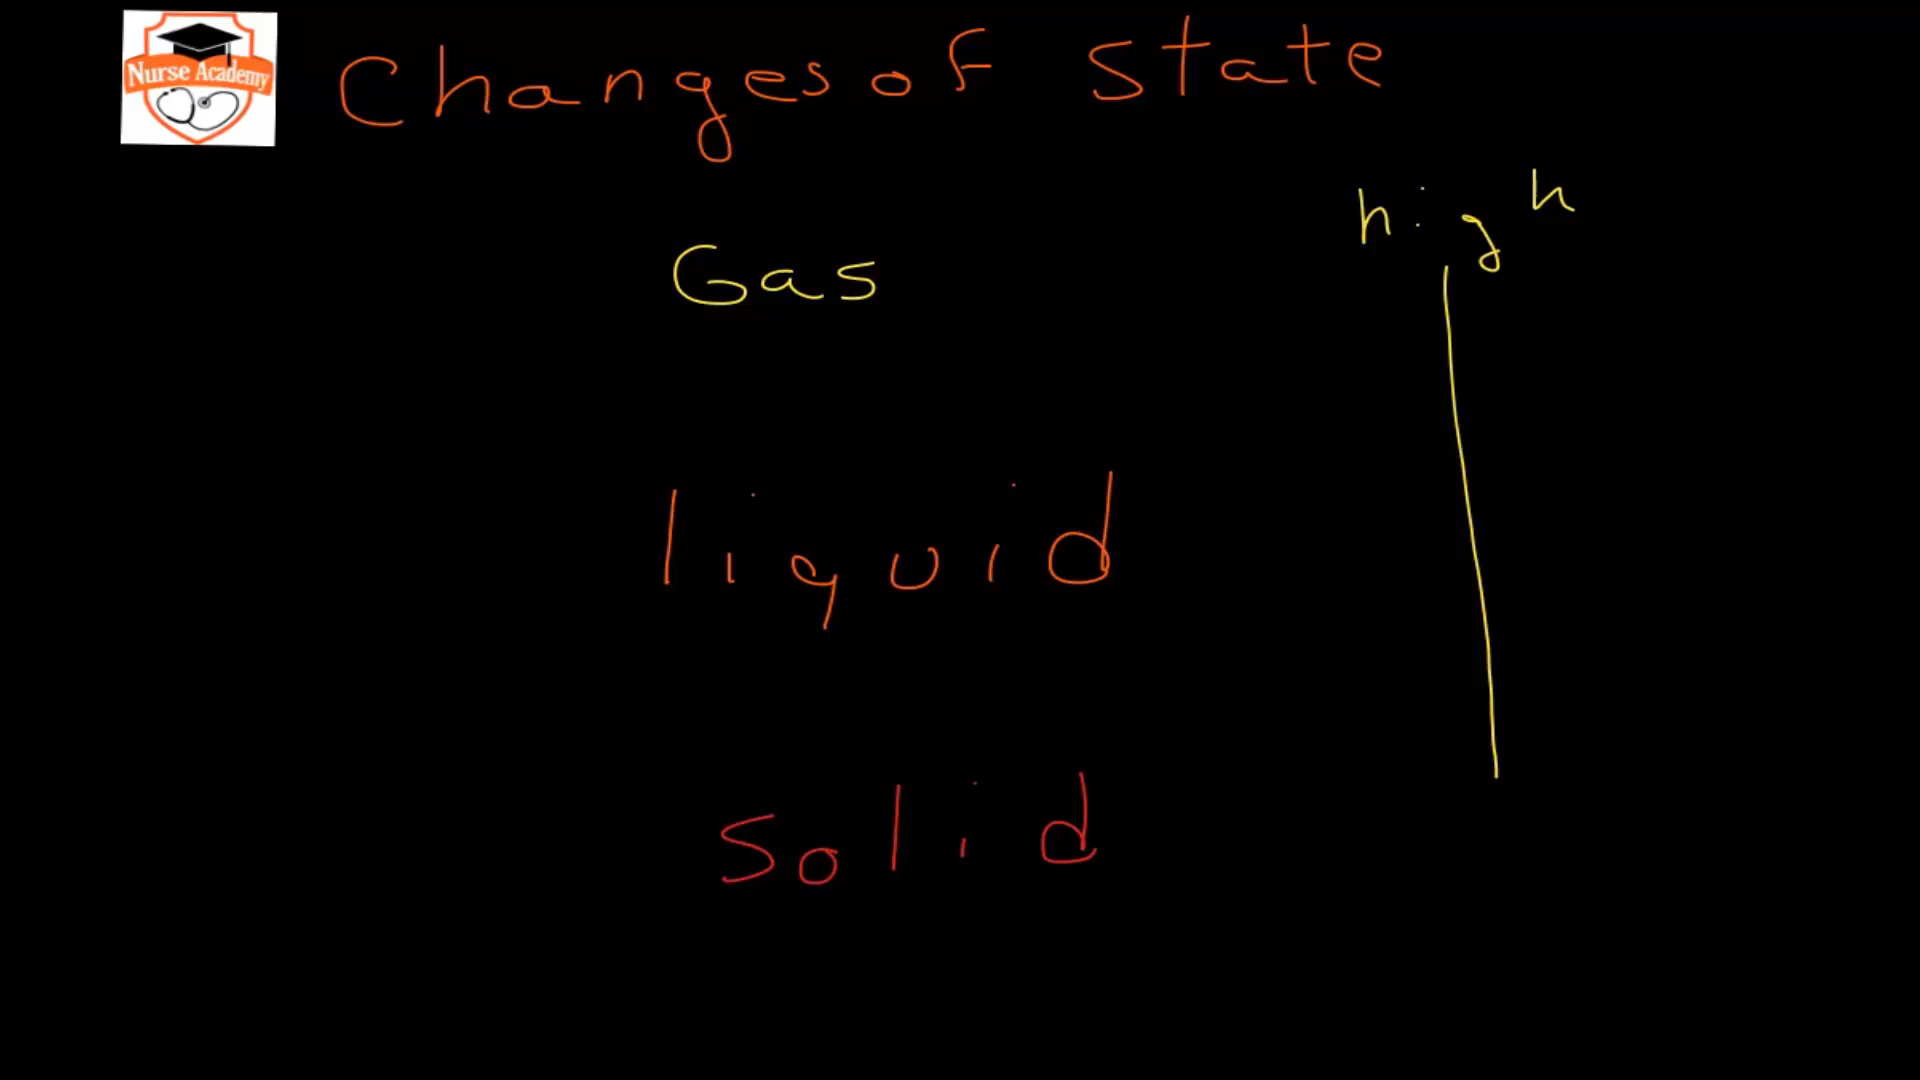 Nurse Academy
Changes of State
high
Gas
liquid
Solid